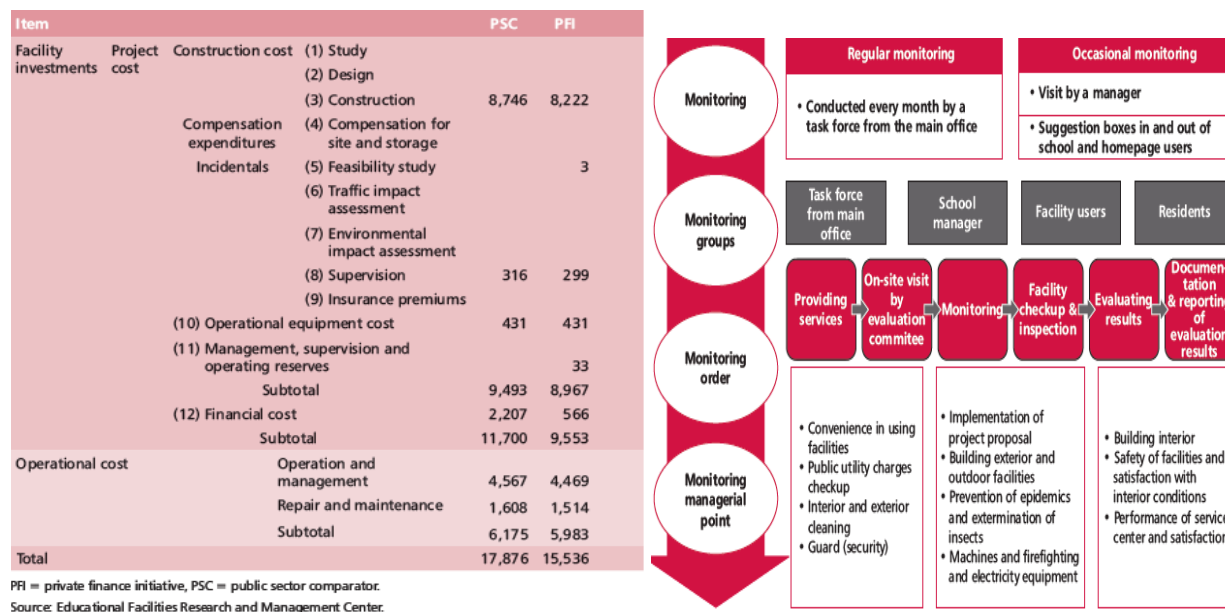 Item PSC PFI
Facility investments Project cost Construction cost (1) Study
(2) Design
(3) Construction 8,746 8,222
Compensation expenditures (4) Compensation for site and storage
Incidentals (5) Feasibility study 3
(6) Traffic impact assessment
(7) Environmental impact assessment
(8) Supervision 316 299
(9) Insurance premiums
(10) Operational equipment cost 431 431
(11) Management, supervision and operating reserves 33
Subtotal 9,493 8,967
(12) Financial cost 2,207 566
Subtotal 11,700 9,553
Operational cost Operation and management 4,567 4,469
Repair and maintenance 1,608 1,514
Subtotal 6,175 5,983
Total 17,876 15,536
PFI = private finance initiative, PSC = public sector comparator.
Source: Educational Facilities Research and Management Center.
Monitoring
Regular monitoring
• Conducted every month by a
task force from the main office
Occasional monitoring
• Visit by a manager
• Suggestion boxes in and out of
school and homepage users
Monitoring
groups
Task force
from main
office
School
manager
Facility users
Residents
Monitoring
order
Providing
services
On-site visit
by
evaluation
commitee
Monitoring
Facility
checkup &
inspection
Evaluating
results
Documen-
tation
& reporting
of
evaluation
results
Monitoring
managerial
point
• Convenience in using
facilities
• Public utility charges
checkup
• Interior and exterior
cleaning
• Guard (security)
• Implementation of
project proposal
• Building exterior and
outdoor facilities
• Prevention of epidemics
and extermination of
insects
• Machines and firefighting
and electricity equipment
• Building interior
• Safety of facilities and
satisfaction with
interior conditions
• Performance of service
center and satisfaction